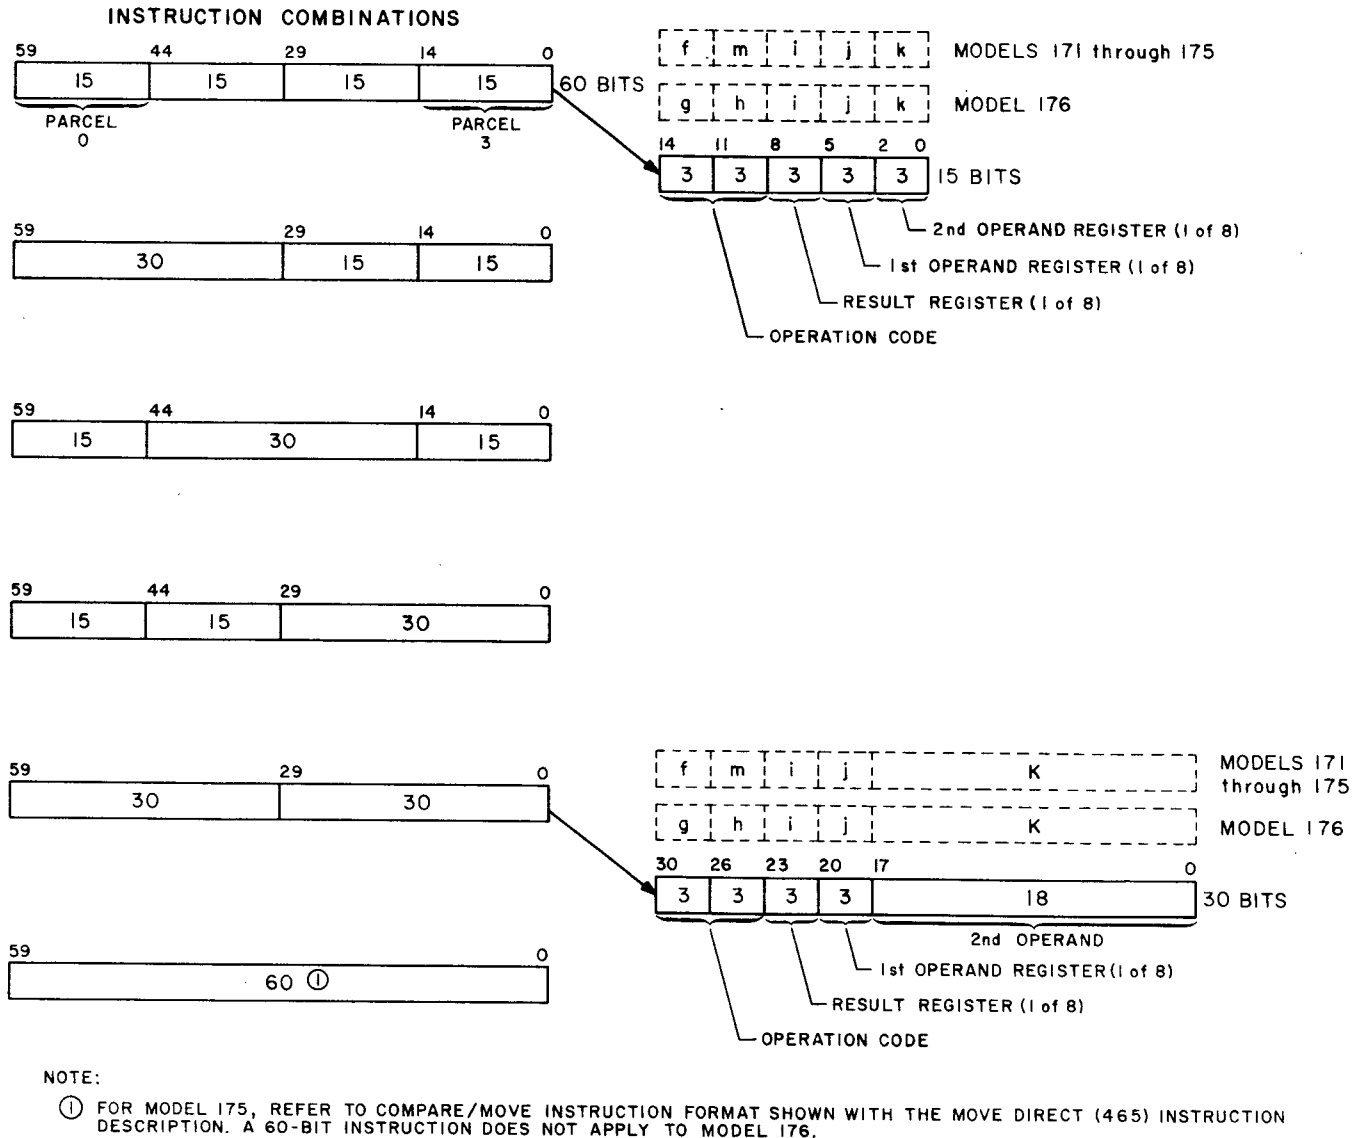 INSTRUCTION COMBINATIONS
59 44 29 14 0
15 15 15 15 60 BITS
PARCEL 0
PARCEL 3
f m i j k MODELS 171 through 175
g h i j k MODEL 176
14 11 8 5 2 0
3 3 3 3 3 15 BITS
2nd OPERAND REGISTER (1 of 8)
1st OPERAND REGISTER (1 of 8)
RESULT REGISTER (1 of 8)
OPERATION CODE
59 29 14 0
30 15 15
59 44 14 0
15 30 15
59 44 29 0
15 15 30
59 29 0
30 30
f m i j K MODELS 171
through 175
g h i j K MODEL 176
30 26 23 20 17 0
3 3 3 3 18 30 BITS
2nd OPERAND
1st OPERAND REGISTER (1 of 8)
RESULT REGISTER (1 of 8)
OPERATION CODE
59 0
60 ①
NOTE:
① FOR MODEL 175, REFER TO COMPARE/MOVE INSTRUCTION FORMAT SHOWN WITH THE MOVE DIRECT (465) INSTRUCTION
DESCRIPTION. A 60-BIT INSTRUCTION DOES NOT APPLY TO MODEL 176.